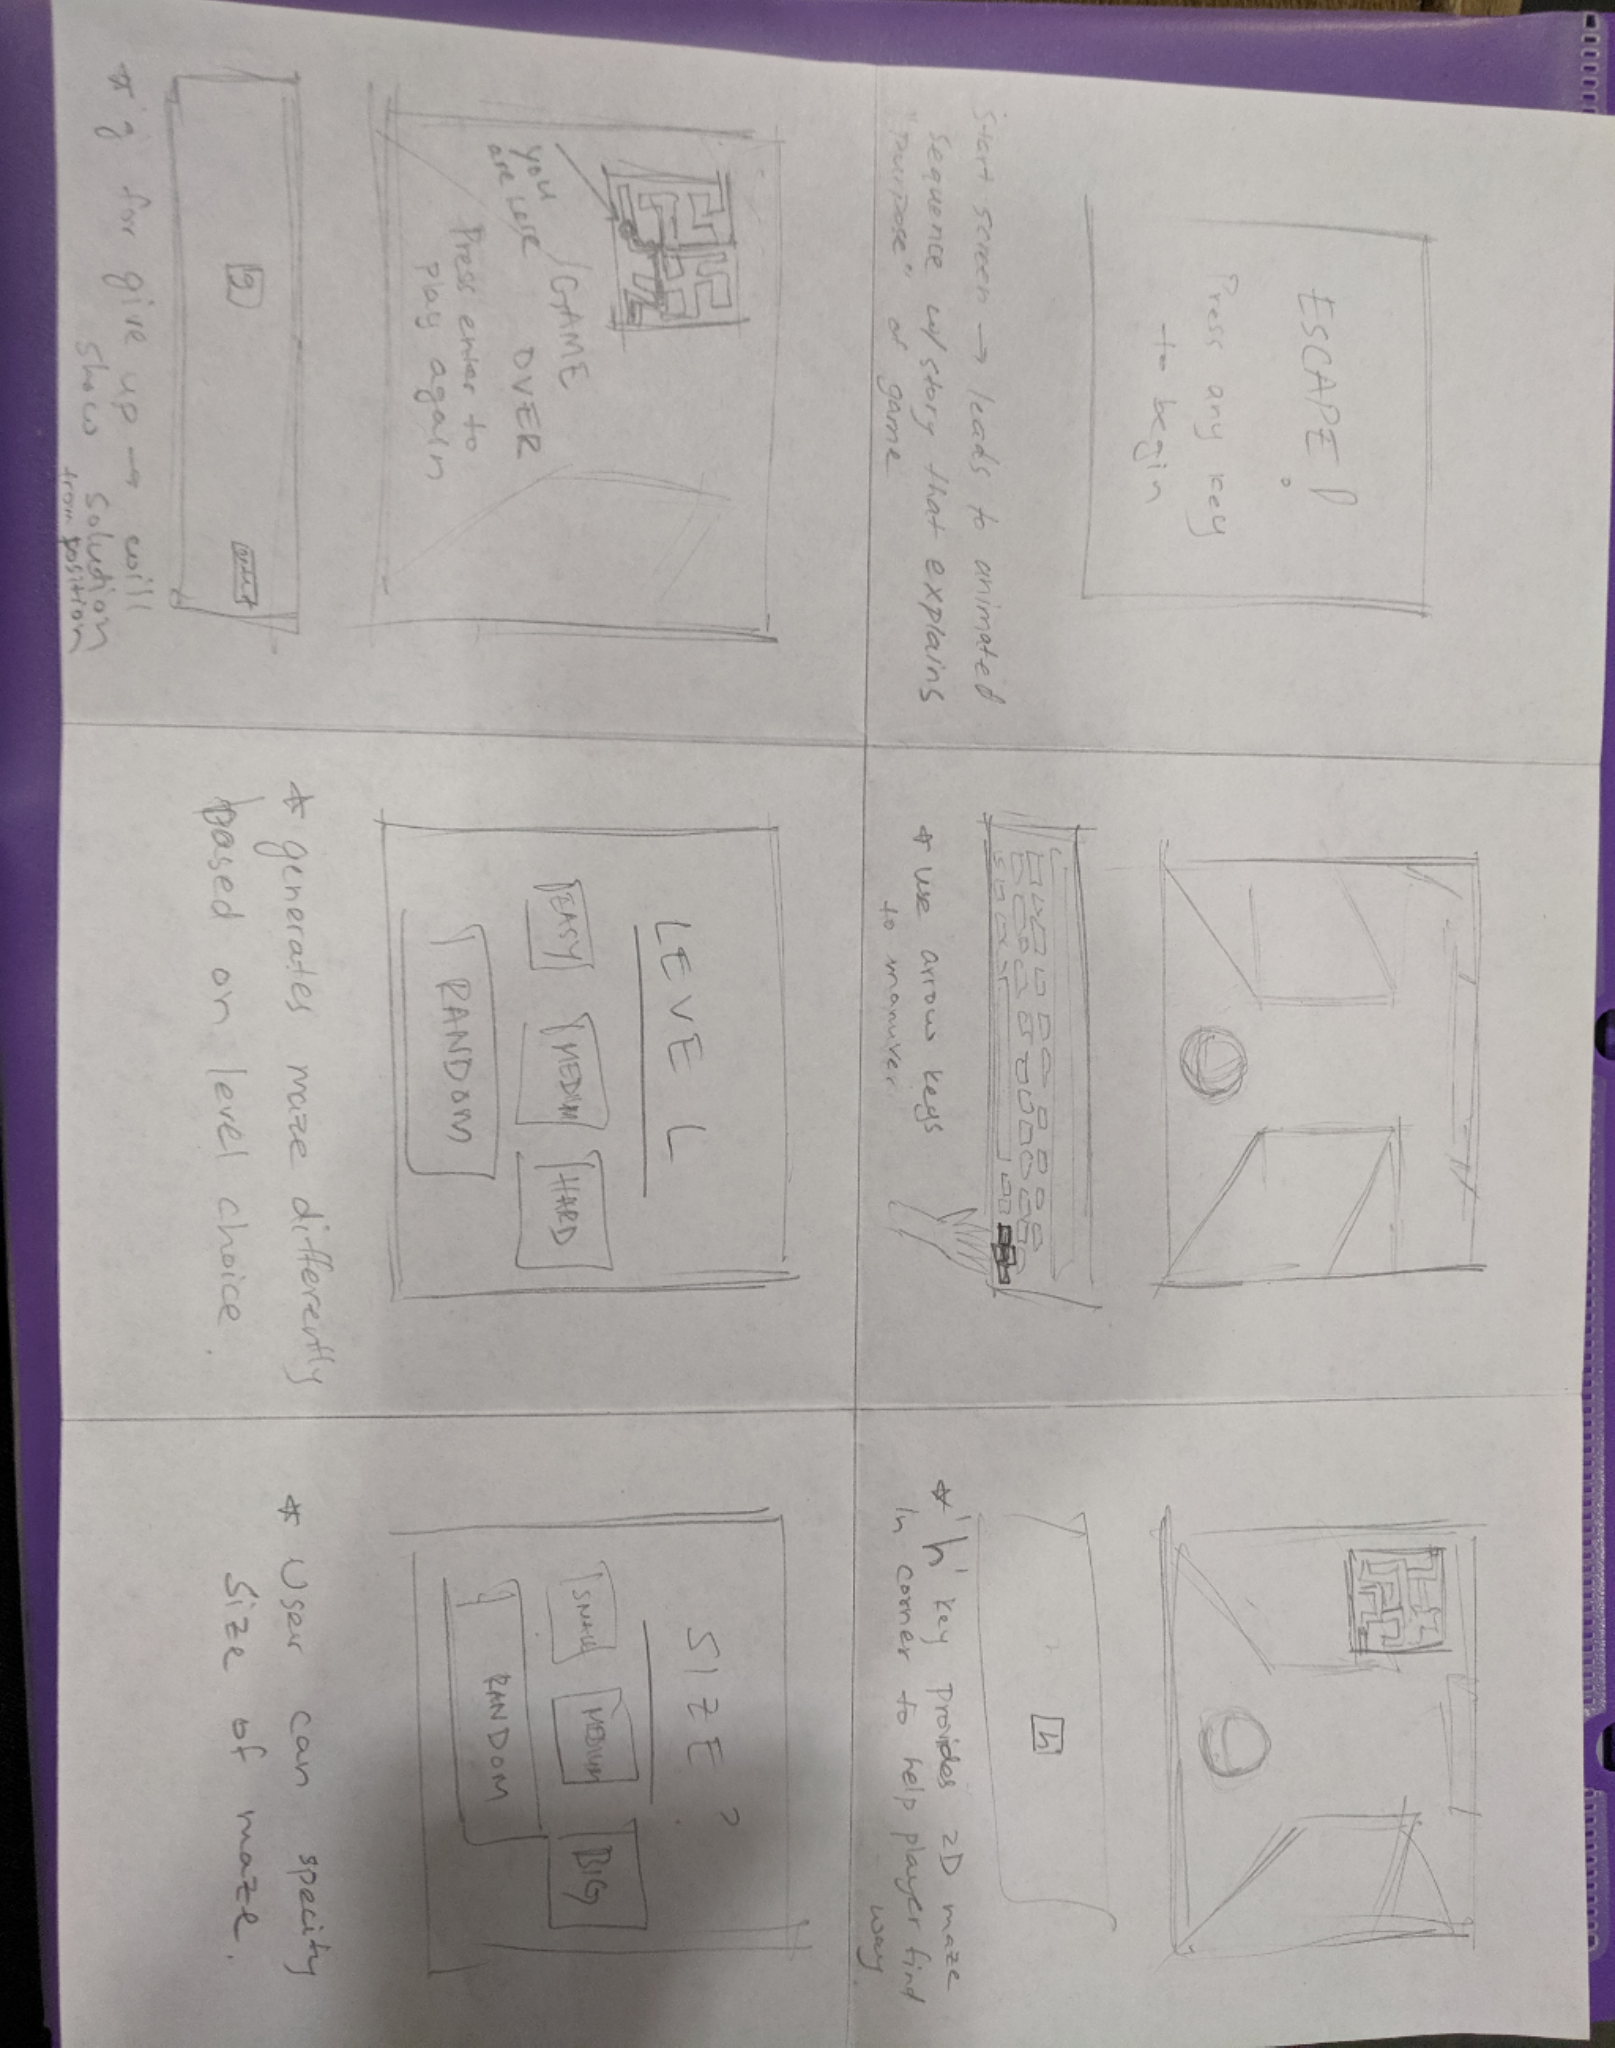 ESCAPE!
Press any key
to begin
Start screen → leads to animated
sequence w/story that explains
"purpose" of game
* use arrow keys
to manuver
* 'h' key provides 2D maze
in corner to help player find
way.
h
you
are here
GAME
OVER
Press enter to
play again
g
enter
* 'g' for give up → will
show solution
from position
LEVEL
EASY
MEDIUM
HARD
RANDOM
* generates maze differently
based on level choice.
SIZE?
SMALL
MEDIUM
BIG
RANDOM
* User can specify
size of maze.